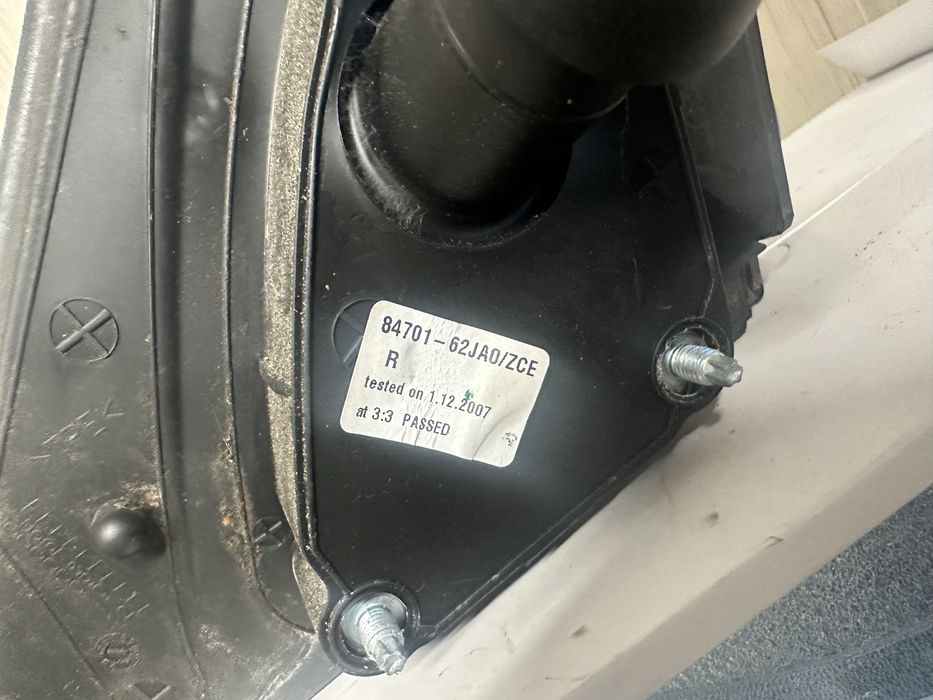 84701-62JA0/ZCE
R
tested on 1.12.2007
at 3:3 PASSED